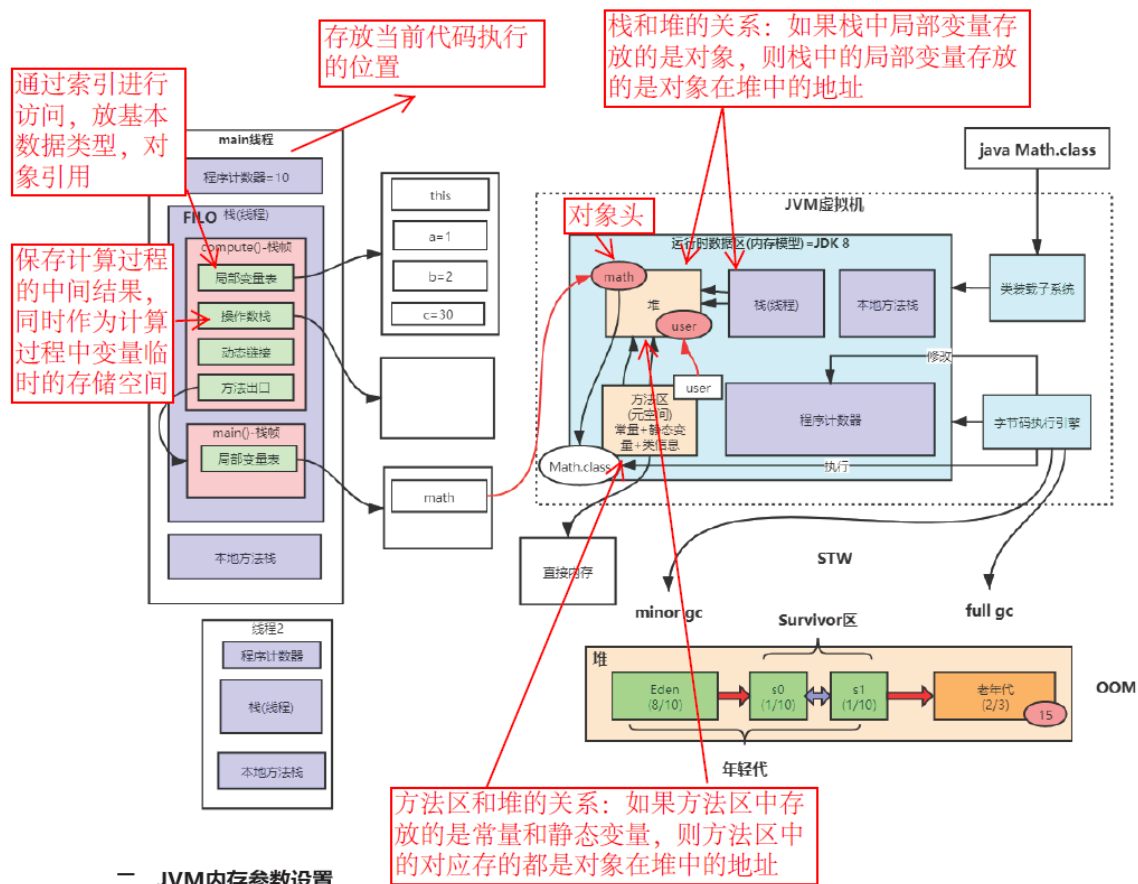 存放当前代码执行
的位置
栈和堆的关系：如果栈中局部变量存
放的是对象，则栈中的局部变量存放
的是对象在堆中的地址
通过索引进行
访问，放基本
数据类型，对
象引用
main线程
程序计数器=10
FILO 栈(线程)
compute()-栈帧
局部变量表
操作数栈
动态链接
方法出口
保存计算过程
的中间结果，
同时作为计算
过程中变量临
时的存储空间
main()-栈帧
局部变量表
本地方法栈
this
a=1
b=2
c=30
math
java Math.class
JVM虚拟机
对象头
运行时数据区(内存模型)=JDK 8
math
堆
user
栈(线程)
本地方法栈
类装载子系统
修改
user
方法区
(元空间)
常量+静态变
量+类信息
程序计数器
字节码执行引擎
Math.class
执行
直接内存
STW
minor gc
full gc
Survivor区
线程2
程序计数器
栈(线程)
本地方法栈
堆
Eden
(8/10)
s0
(1/10)
s1
(1/10)
老年代
(2/3)
15
OOM
年轻代
方法区和堆的关系：如果方法区中存
放的是常量和静态变量，则方法区中
的对应存的都是对象在堆中的地址
二 JVM内存参数设置